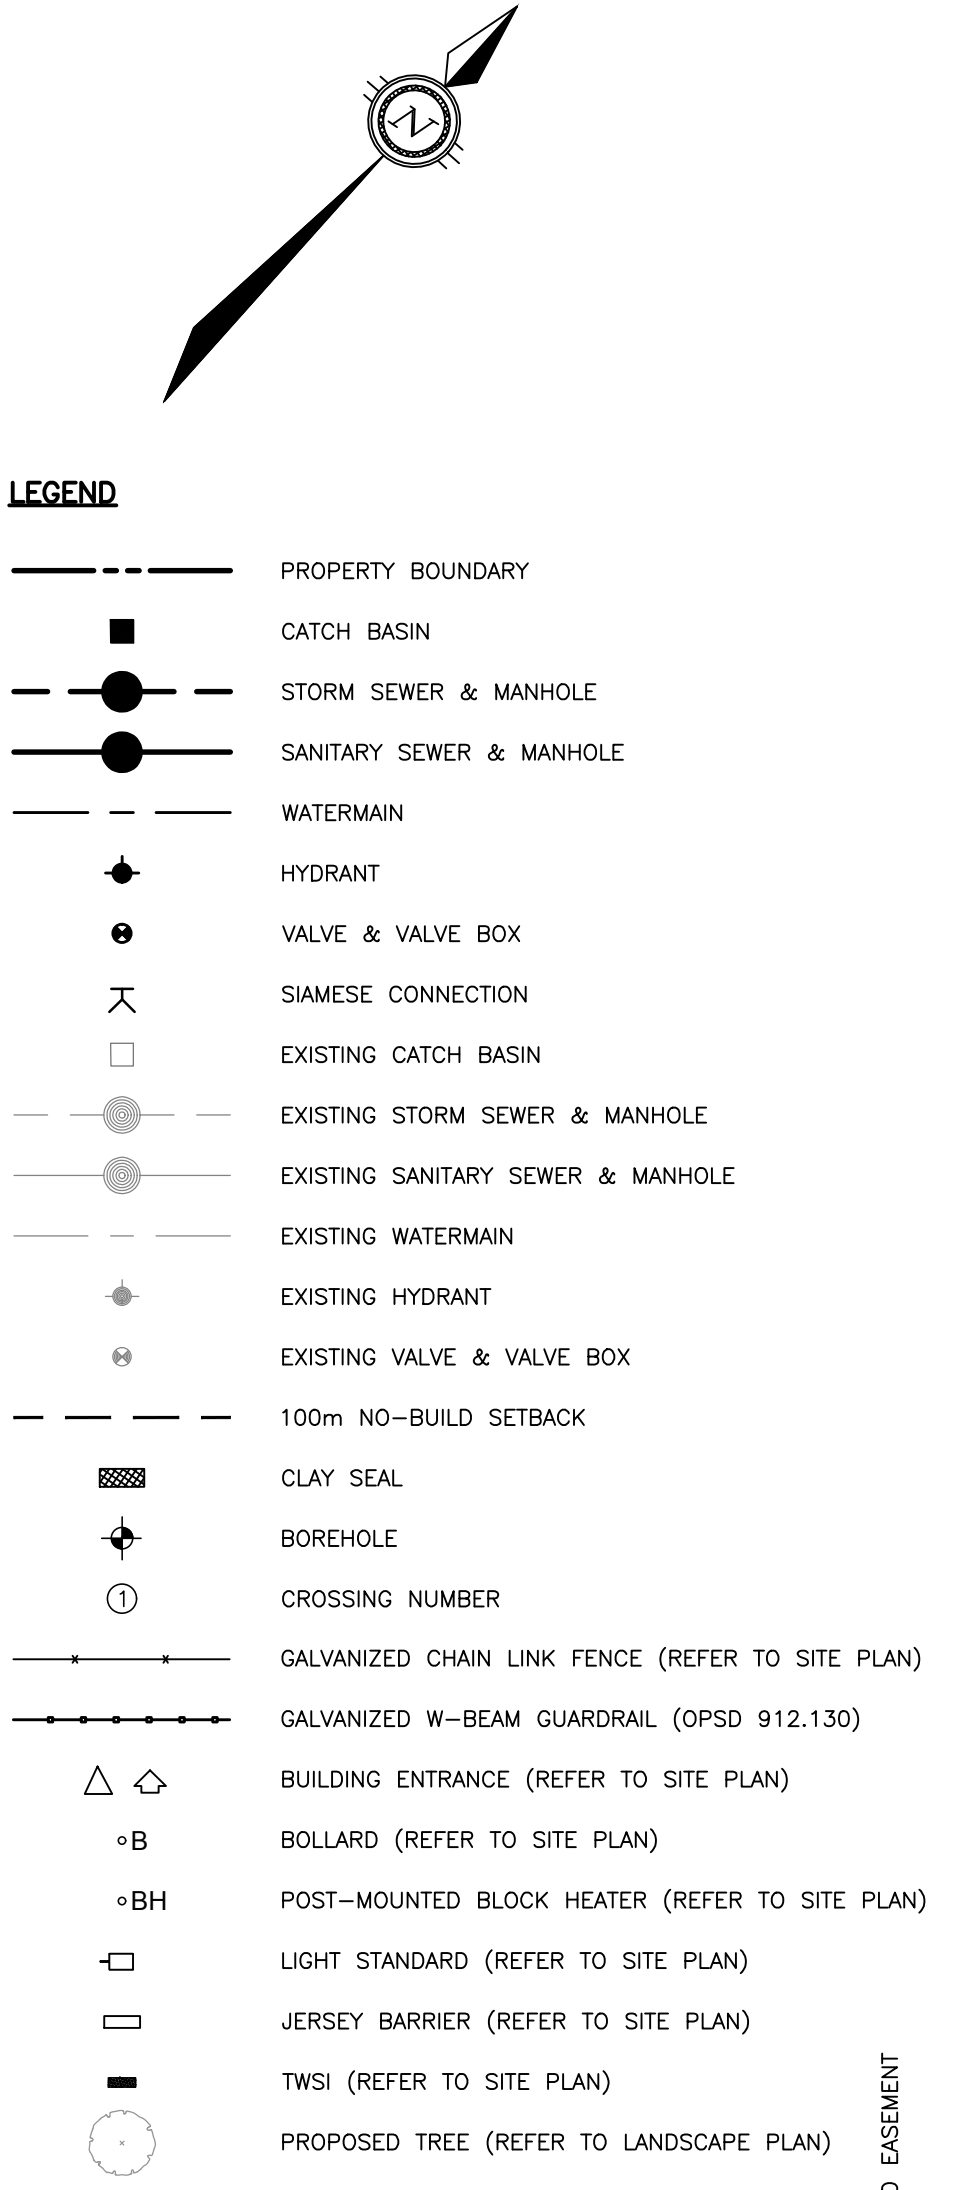 N
LEGEND
PROPERTY BOUNDARY
CATCH BASIN
STORM SEWER & MANHOLE
SANITARY SEWER & MANHOLE
WATERMAIN
HYDRANT
VALVE & VALVE BOX
SIAMESE CONNECTION
EXISTING CATCH BASIN
EXISTING STORM SEWER & MANHOLE
EXISTING SANITARY SEWER & MANHOLE
EXISTING WATERMAIN
EXISTING HYDRANT
EXISTING VALVE & VALVE BOX
100m NO-BUILD SETBACK
CLAY SEAL
BOREHOLE
1 CROSSING NUMBER
GALVANIZED CHAIN LINK FENCE (REFER TO SITE PLAN)
GALVANIZED W-BEAM GUARDRAIL (OPSD 912.130)
BUILDING ENTRANCE (REFER TO SITE PLAN)
B BOLLARD (REFER TO SITE PLAN)
BH POST-MOUNTED BLOCK HEATER (REFER TO SITE PLAN)
LIGHT STANDARD (REFER TO SITE PLAN)
JERSEY BARRIER (REFER TO SITE PLAN)
TWSI (REFER TO SITE PLAN)
PROPOSED TREE (REFER TO LANDSCAPE PLAN)
EASEMENT